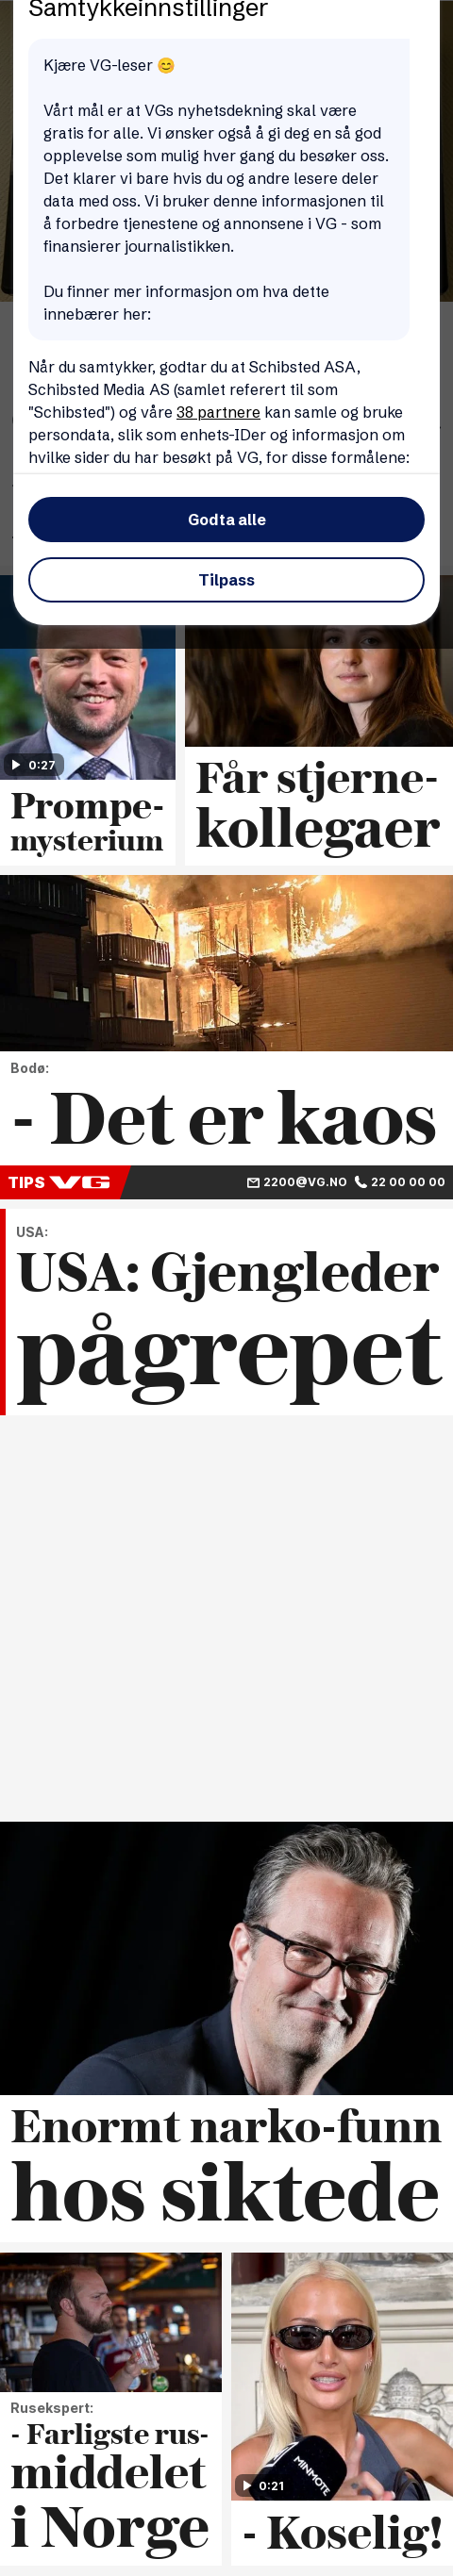 Samtykkeinnstillinger
Kjære VG-leser 😊
Vårt mål er at VGs nyhetsdekning skal være
gratis for alle. Vi ønsker også å gi deg en så god
opplevelse som mulig hver gang du besøker oss.
Det klarer vi bare hvis du og andre lesere deler
data med oss. Vi bruker denne informasjonen til
å forbedre tjenestene og annonsene i VG - som
finansierer journalistikken.
Du finner mer informasjon om hva dette
innebærer her:
Når du samtykker, godtar du at Schibsted ASA,
Schibsted Media AS (samlet referert til som
"Schibsted") og våre 38 partnere kan samle og bruke
persondata, slik som enhets-IDer og informasjon om
hvilke sider du har besøkt på VG, for disse formålene:
Godta alle
Tilpass
0:27
Prompe-
mysterium
Får stjerne-
kollegaer
Bodø:
- Det er kaos
TIPS VG 2200@VG.NO 22 00 00 00
USA:
USA: Gjengleder
pågrepet
Enormt narko-funn
hos siktede
Rusekspert:
- Farligste rus-
middelet
i Norge
MINMOTE
0:21
- Koselig!